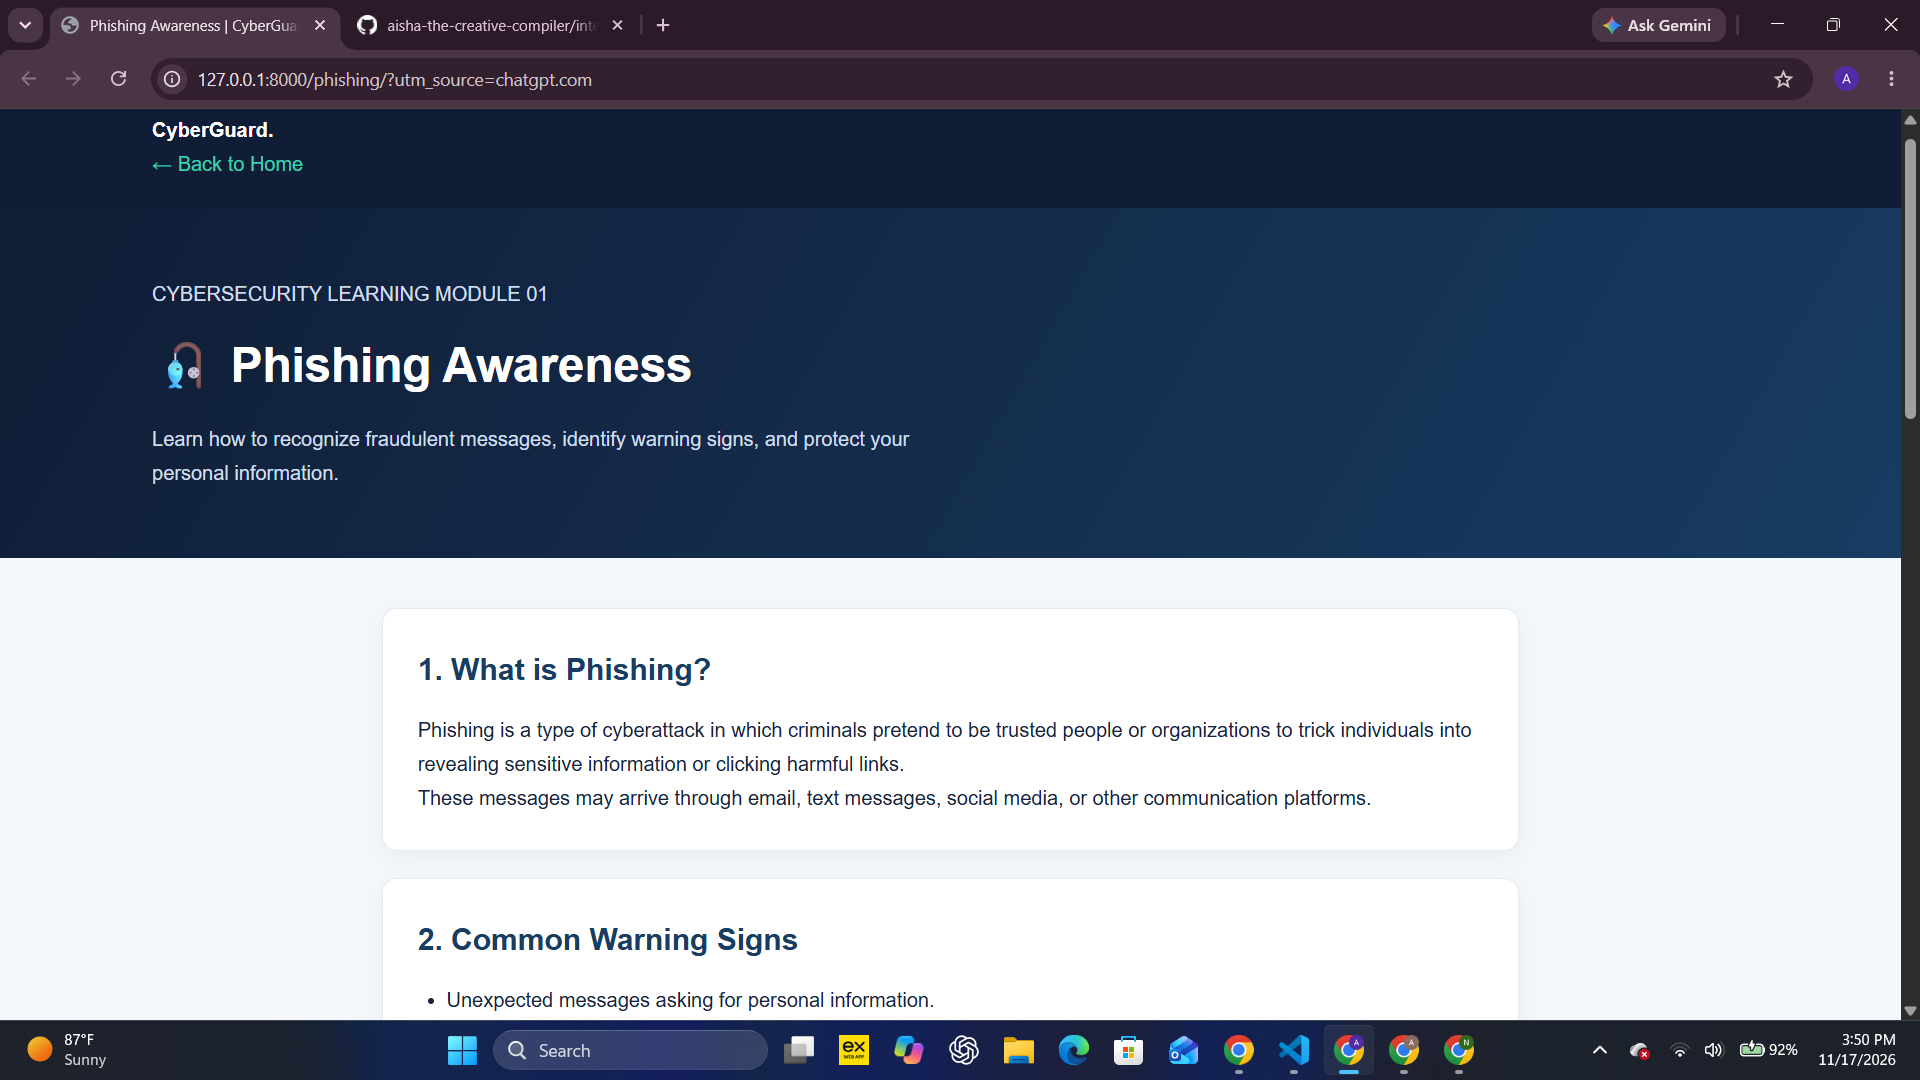 Phishing Awareness | CyberGua
aisha-the-creative-compiler/int
Ask Gemini
127.0.0.1:8000/phishing/?utm_source=chatgpt.com
A
CyberGuard.
← Back to Home
CYBERSECURITY LEARNING MODULE 01
Phishing Awareness
Learn how to recognize fraudulent messages, identify warning signs, and protect your
personal information.
1. What is Phishing?
Phishing is a type of cyberattack in which criminals pretend to be trusted people or organizations to trick individuals into
revealing sensitive information or clicking harmful links.
These messages may arrive through email, text messages, social media, or other communication platforms.
2. Common Warning Signs
• Unexpected messages asking for personal information.
87°F
Sunny
Search
ex
WEB APP
A
A
N
92%
3:50 PM
11/17/2026